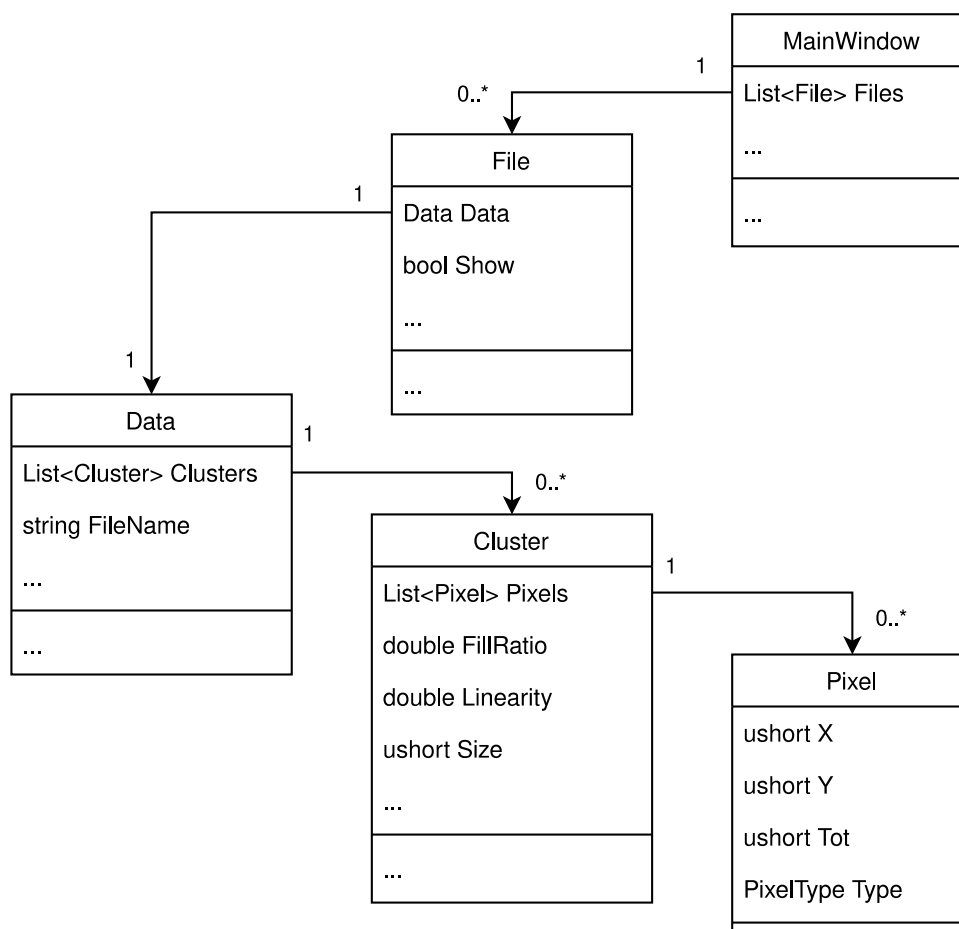 MainWindow
List<File> Files
...
...
1
0..*
File
Data Data
bool Show
...
...
1
1
Data
List<Cluster> Clusters
string FileName
...
...
1
0..*
Cluster
List<Pixel> Pixels
double FillRatio
double Linearity
ushort Size
...
...
1
0..*
Pixel
ushort X
ushort Y
ushort Tot
PixelType Type